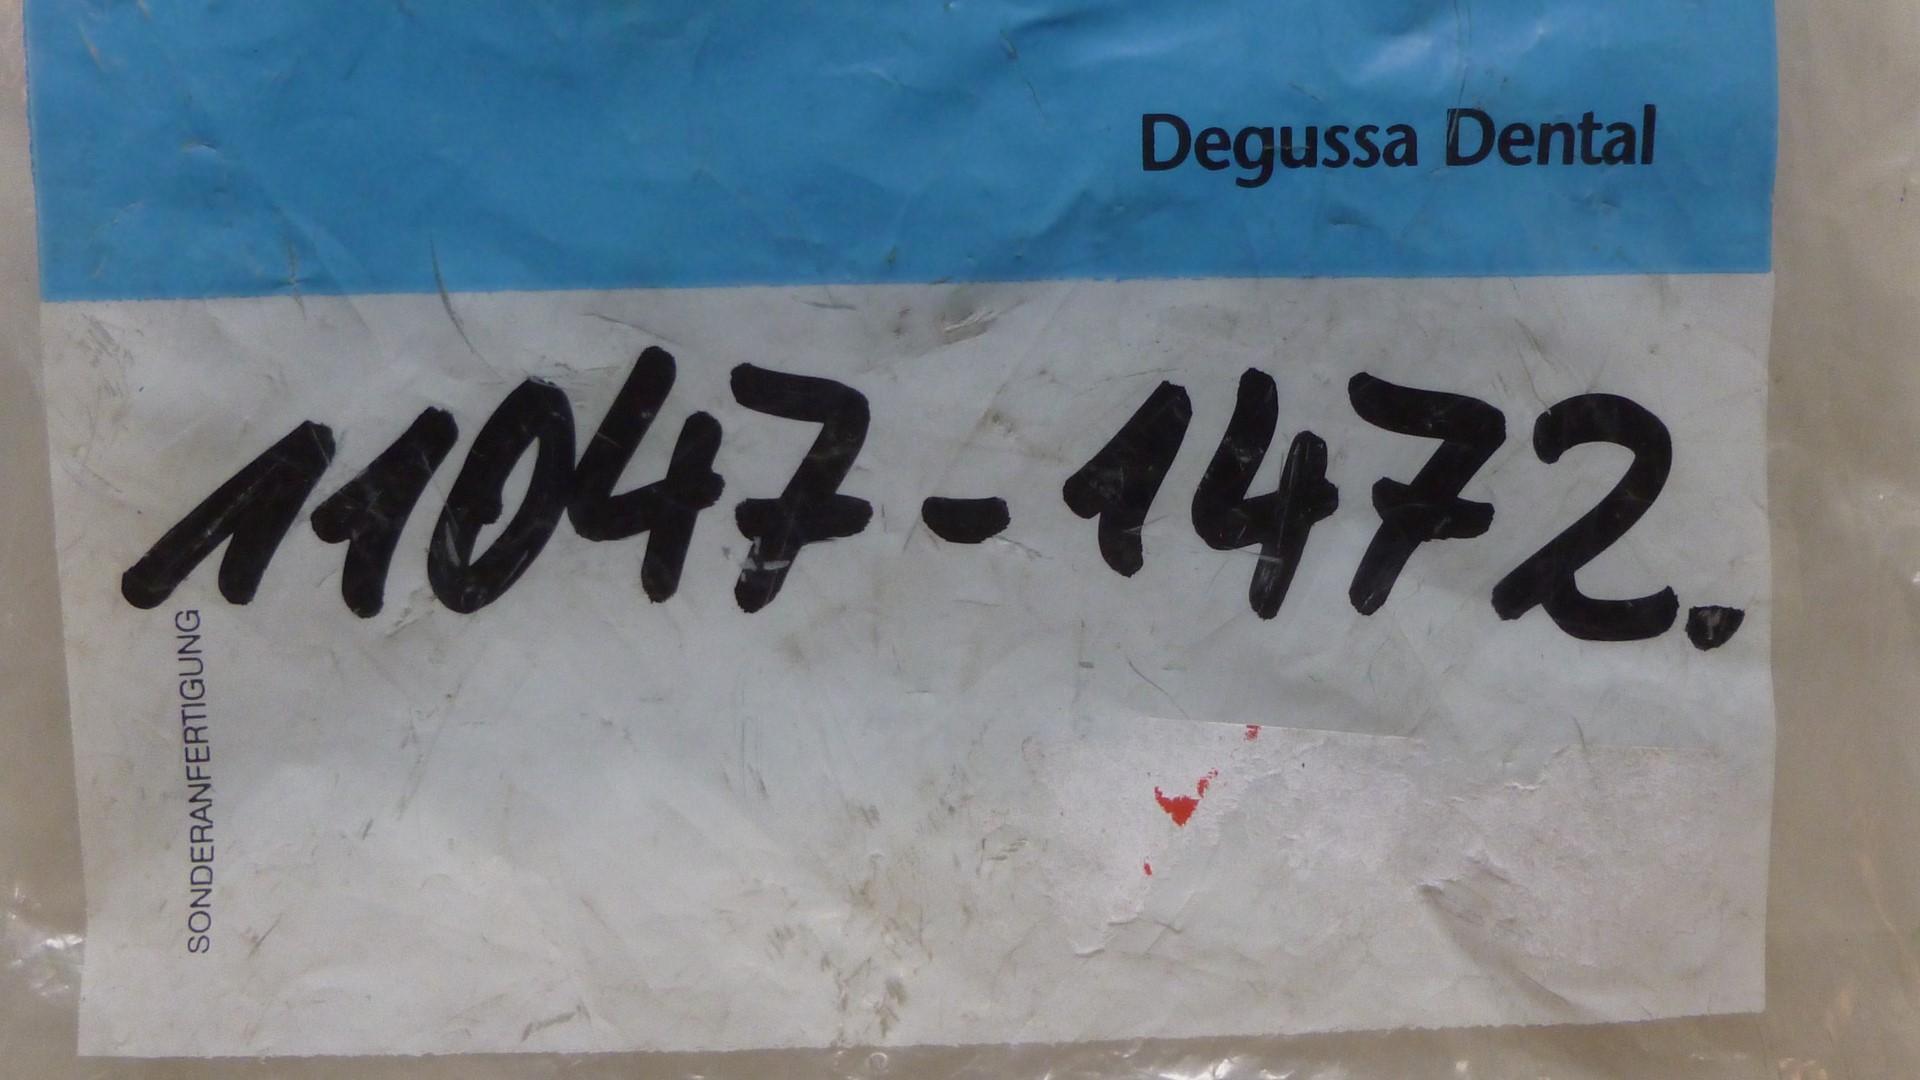 Degussa Dental
11047-1472.
SONDERANFERTIGUNG